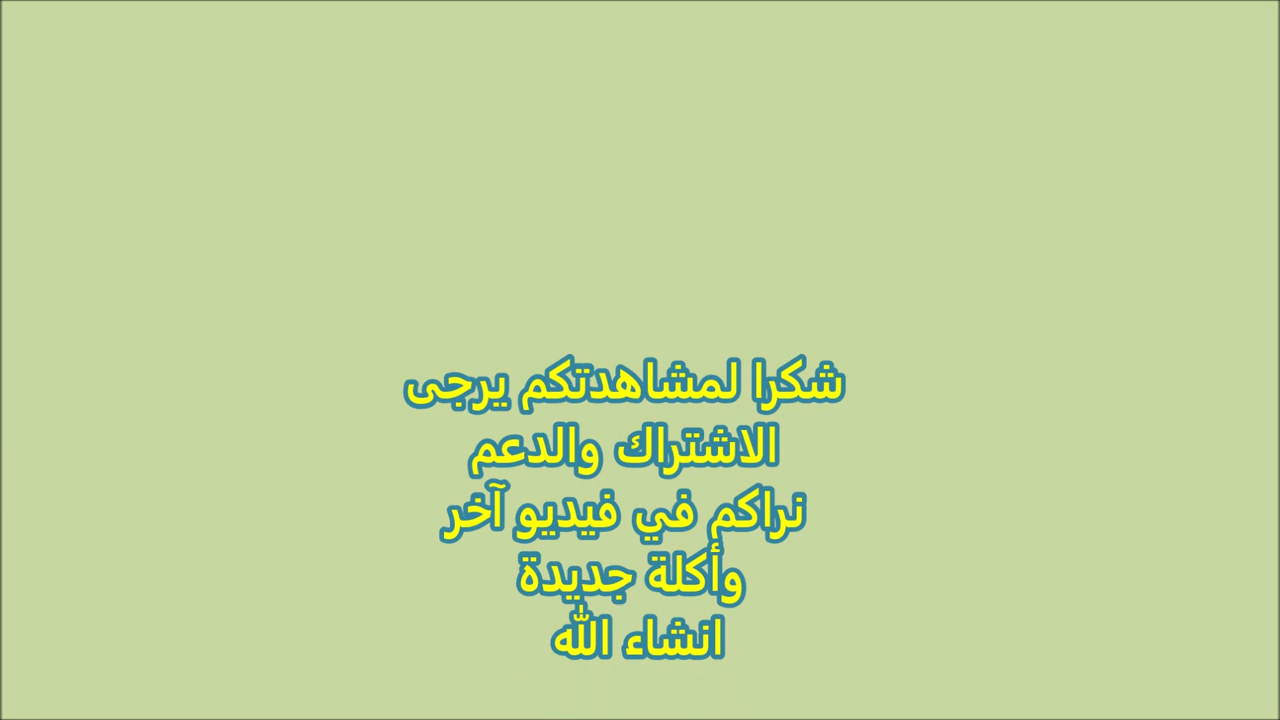 شكرا لمشاهدتكم يرجى
الاشتراك والدعم
نراكم في فيديو آخر
وأكلة جديدة
انشاء الله